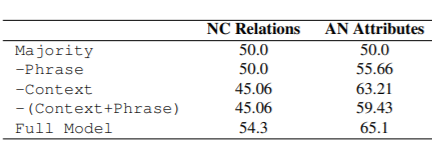 NC Relations AN Attributes
Majority 50.0 50.0
-Phrase 50.0 55.66
-Context 45.06 63.21
-(Context+Phrase) 45.06 59.43
Full Model 54.3 65.1